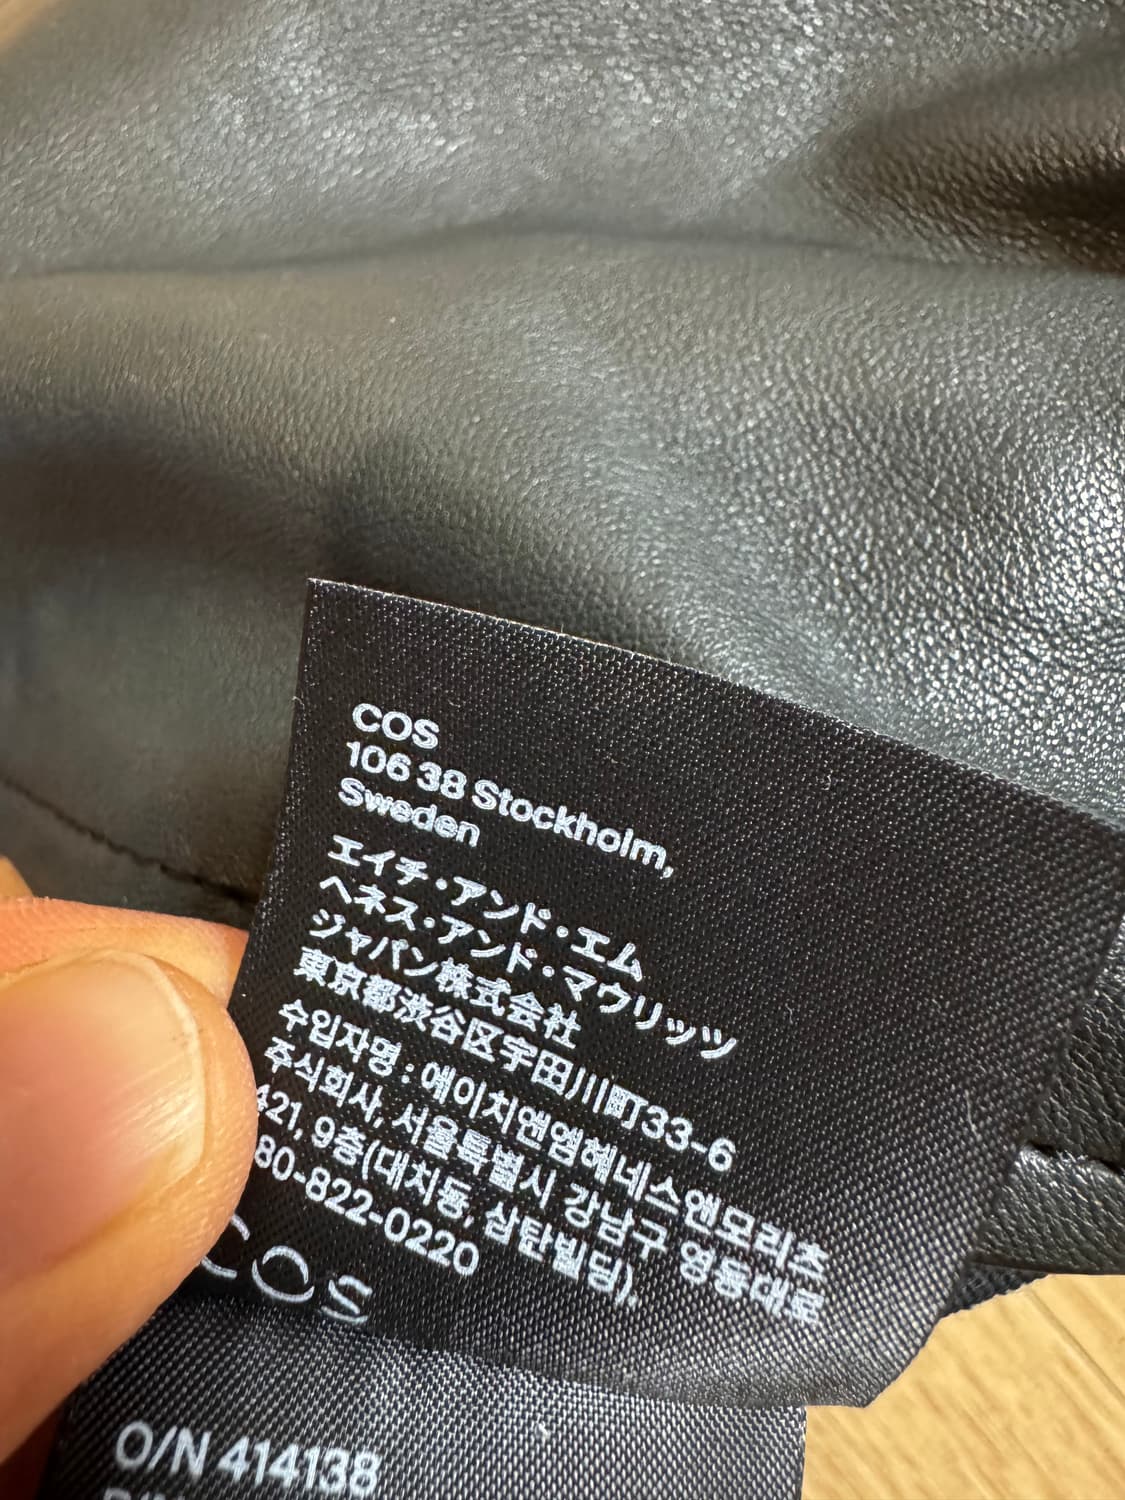 COS
106 38 Stockholm,
Sweden
エイチ・アンド・エム
ヘネス・アンド・マウリッツ
ジャパン株式会社
東京都渋谷区宇田川町33-6
수입자명 : 에이치앤엠헤네스앤모리츠
주식회사, 서울특별시 강남구 영동대로
421, 9층(대치동, 삼탄빌딩),
80-822-0220
COS
O/N 414138